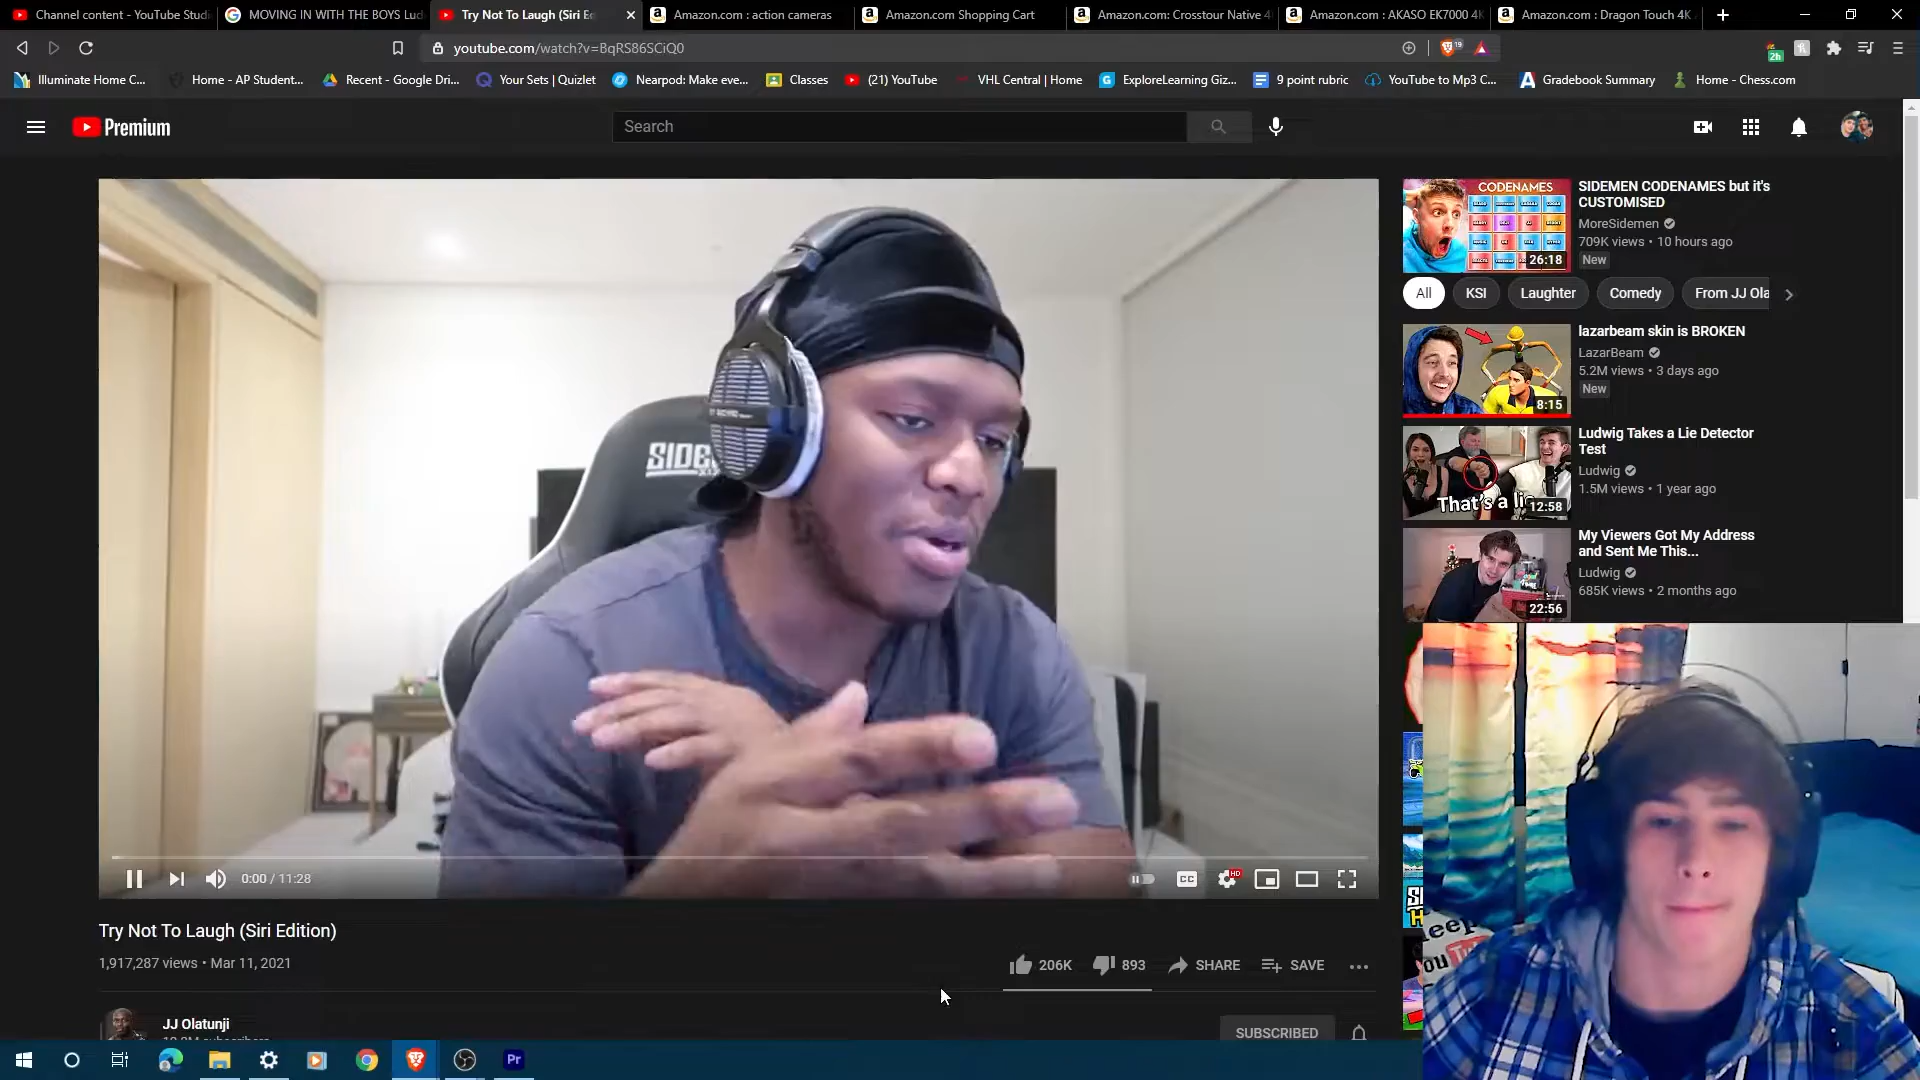 Channel content - YouTube Studi
MOVING IN WITH THE BOYS Lud
Try Not To Laugh (Siri Ed
Amazon.com : action cameras
Amazon.com Shopping Cart
Amazon.com: Crosstour Native 4
Amazon.com : AKASO EK7000 4K
Amazon.com : Dragon Touch 4K
youtube.com/watch?v=BqRS86SCiQ0
19
2h
Illuminate Home C...
Home - AP Student...
Recent - Google Dri...
Your Sets | Quizlet
Nearpod: Make eve...
Classes
(21) YouTube
VHL Central | Home
ExploreLearning Giz...
9 point rubric
YouTube to Mp3 C...
Gradebook Summary
Home - Chess.com
Premium
Search
SIDE
CODENAMES
26:18
SIDEMEN CODENAMES but it's
CUSTOMISED
MoreSidemen
709K views • 10 hours ago
New
All
KSI
Laughter
Comedy
From JJ Ola
8:15
lazarbeam skin is BROKEN
LazarBeam
5.2M views • 3 days ago
New
That's a lie
12:58
Ludwig Takes a Lie Detector
Test
Ludwig
1.5M views • 1 year ago
22:56
My Viewers Got My Address
and Sent Me This...
Ludwig
685K views • 2 months ago
0:00 / 11:28
CC
HD
Try Not To Laugh (Siri Edition)
1,917,287 views • Mar 11, 2021
206K
893
SHARE
SAVE
JJ Olatunji
SUBSCRIBED
Pr